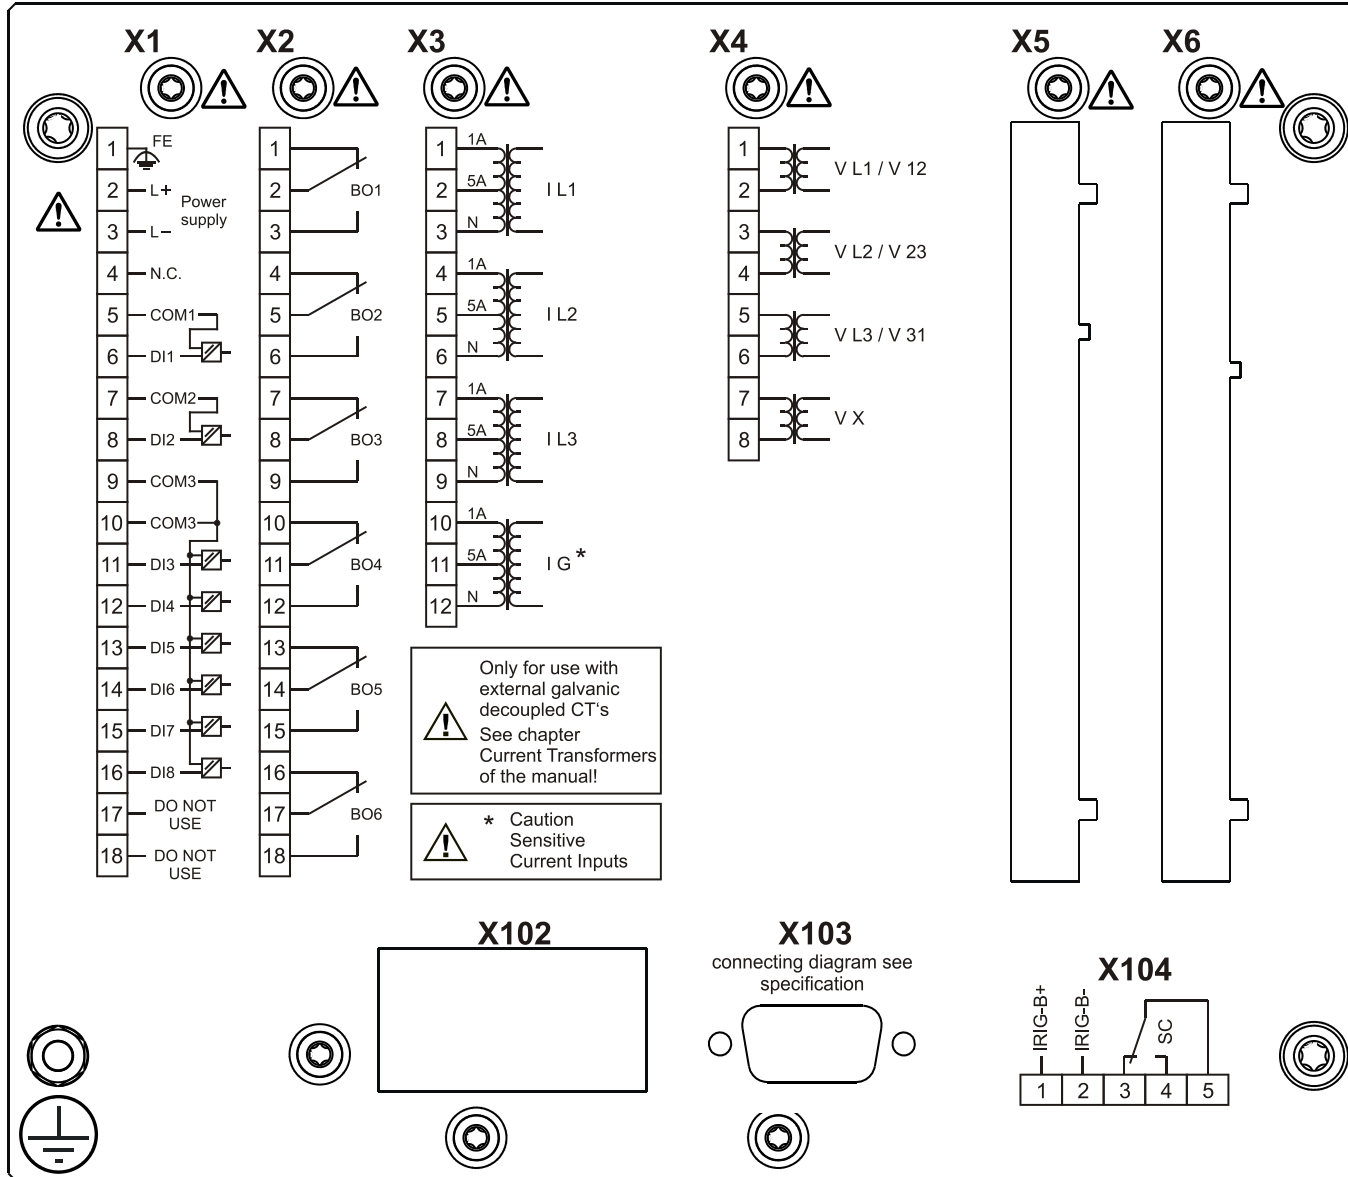 X1
X2
X3
X4
X5
X6
1
FE
2
L+
Power
supply
3
L−
4
N.C.
5
COM1
6
DI1
7
COM2
8
DI2
9
COM3
10
COM3
11
DI3
12
DI4
13
DI5
14
DI6
15
DI7
16
DI8
17
DO NOT
USE
18
DO NOT
USE
1
2
BO1
3
4
5
BO2
6
7
8
BO3
9
10
11
BO4
12
13
14
BO5
15
16
17
BO6
18
1
1A
2
5A
I L1
3
N
4
1A
5
5A
I L2
6
N
7
1A
8
5A
I L3
9
N
10
1A
11
5A
I G *
12
N
Only for use with
external galvanic
decoupled CT‘s
See chapter
Current Transformers
of the manual!
* Caution
Sensitive
Current Inputs
1
2
V L1 / V 12
3
4
V L2 / V 23
5
6
V L3 / V 31
7
8
V X
X102
X103
connecting diagram see
specification
X104
IRIG-B+
IRIG-B-
SC
1 2 3 4 5